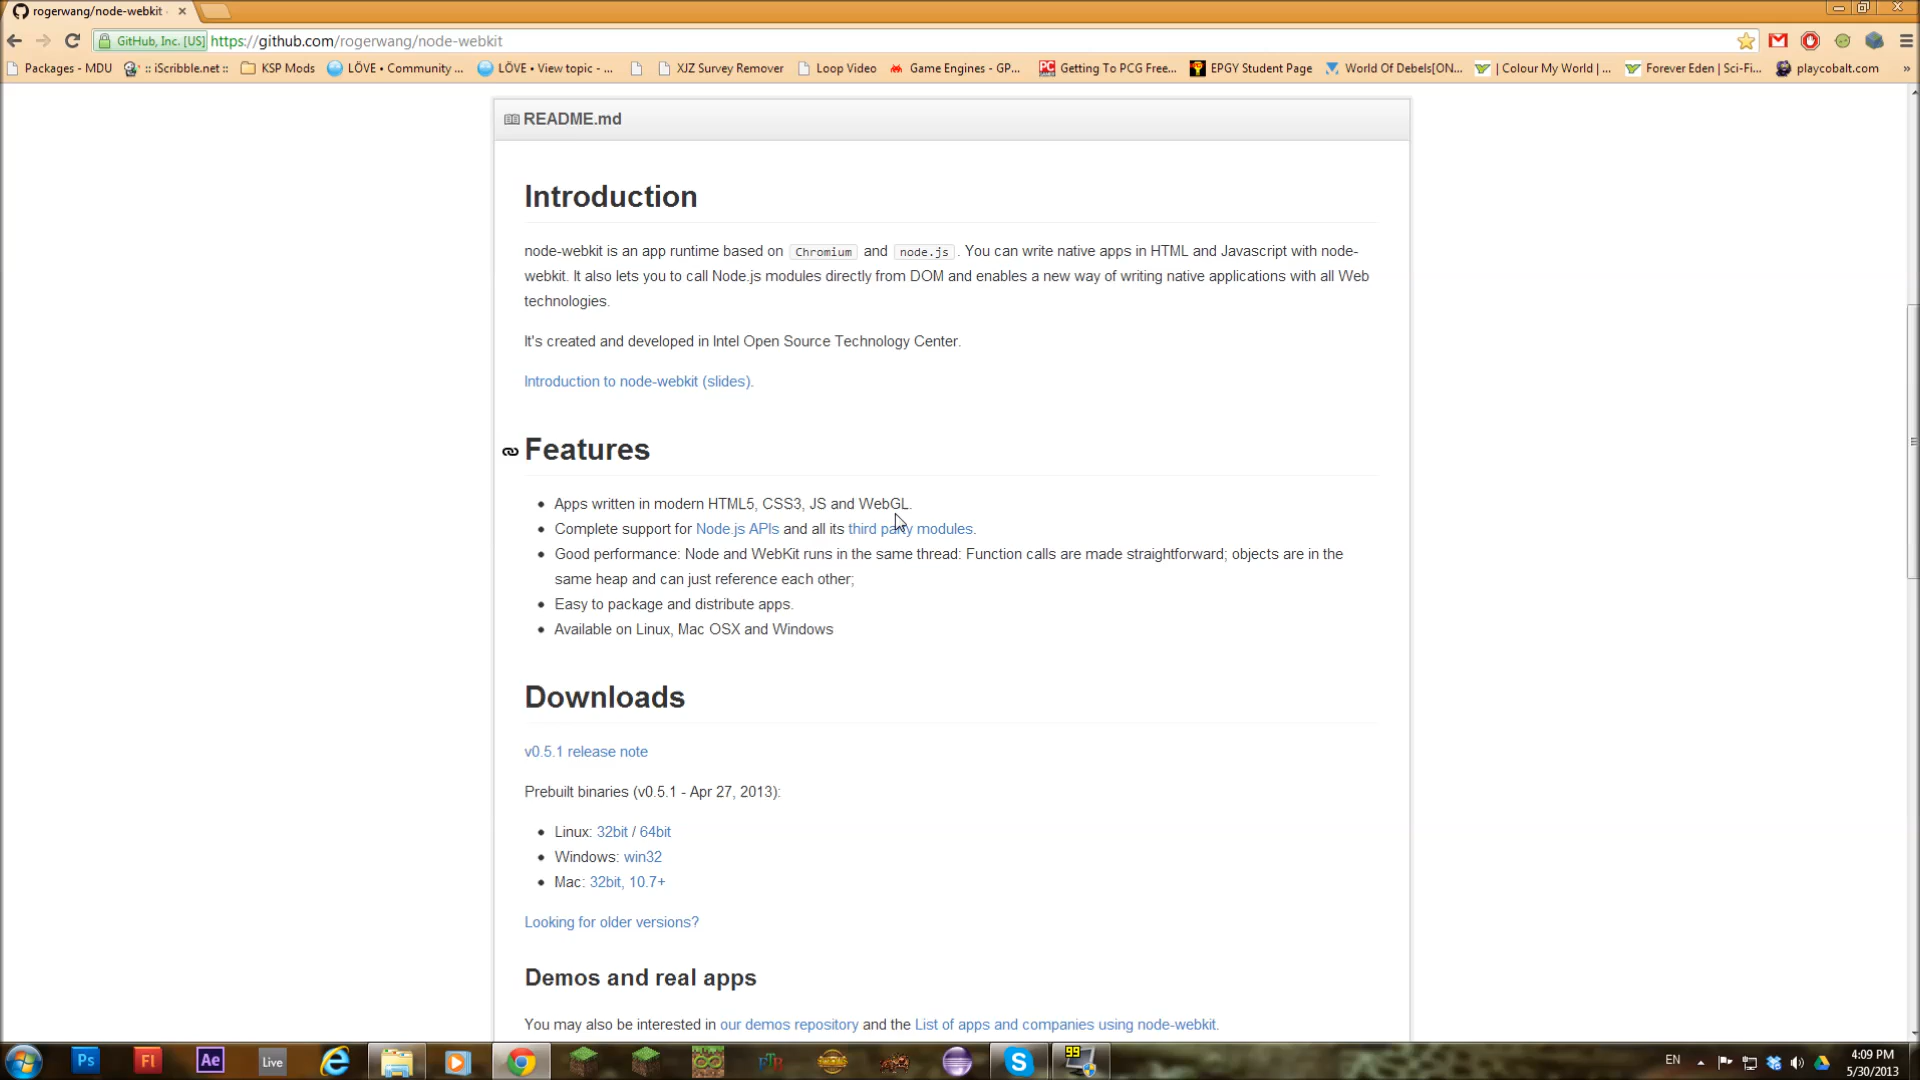 rogerwang/node-webkit
GitHub, Inc. [US] https://github.com/rogerwang/node-webkit
Packages - MDU :: iScribble.net :: KSP Mods LÖVE • Community ... LÖVE • View topic - ... XJZ Survey Remover Loop Video Game Engines - GP... Getting To PCG Free... EPGY Student Page World Of Debels[ON... | Colour My World | ... Forever Eden | Sci-Fi... playcobalt.com »
README.md
Introduction
node-webkit is an app runtime based on Chromium and node.js. You can write native apps in HTML and Javascript with node-
webkit. It also lets you to call Node.js modules directly from DOM and enables a new way of writing native applications with all Web
technologies.
It's created and developed in Intel Open Source Technology Center.
Introduction to node-webkit (slides).
Features
• Apps written in modern HTML5, CSS3, JS and WebGL.
• Complete support for Node.js APIs and all its third party modules.
• Good performance: Node and WebKit runs in the same thread: Function calls are made straightforward; objects are in the
same heap and can just reference each other;
• Easy to package and distribute apps.
• Available on Linux, Mac OSX and Windows
Downloads
v0.5.1 release note
Prebuilt binaries (v0.5.1 - Apr 27, 2013):
• Linux: 32bit / 64bit
• Windows: win32
• Mac: 32bit, 10.7+
Looking for older versions?
Demos and real apps
You may also be interested in our demos repository and the List of apps and companies using node-webkit.
Ps Fl Ae Live FTB 99 EN 4:09 PM
5/30/2013